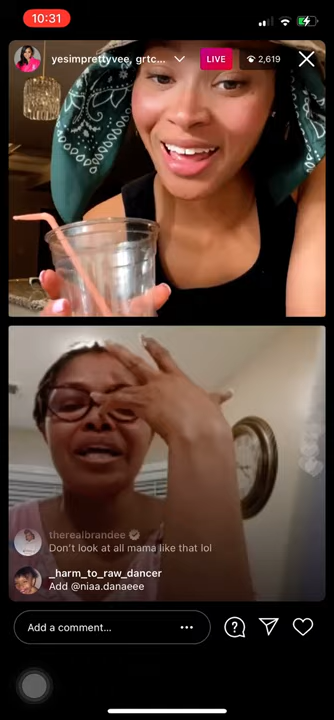 10:31
yesimprettyvee, grtc...
LIVE
2,619
therealbrandee
Don't look at all mama like that lol
_harm_to_raw_dancer
Add @niaa.danaeee
Add a comment...